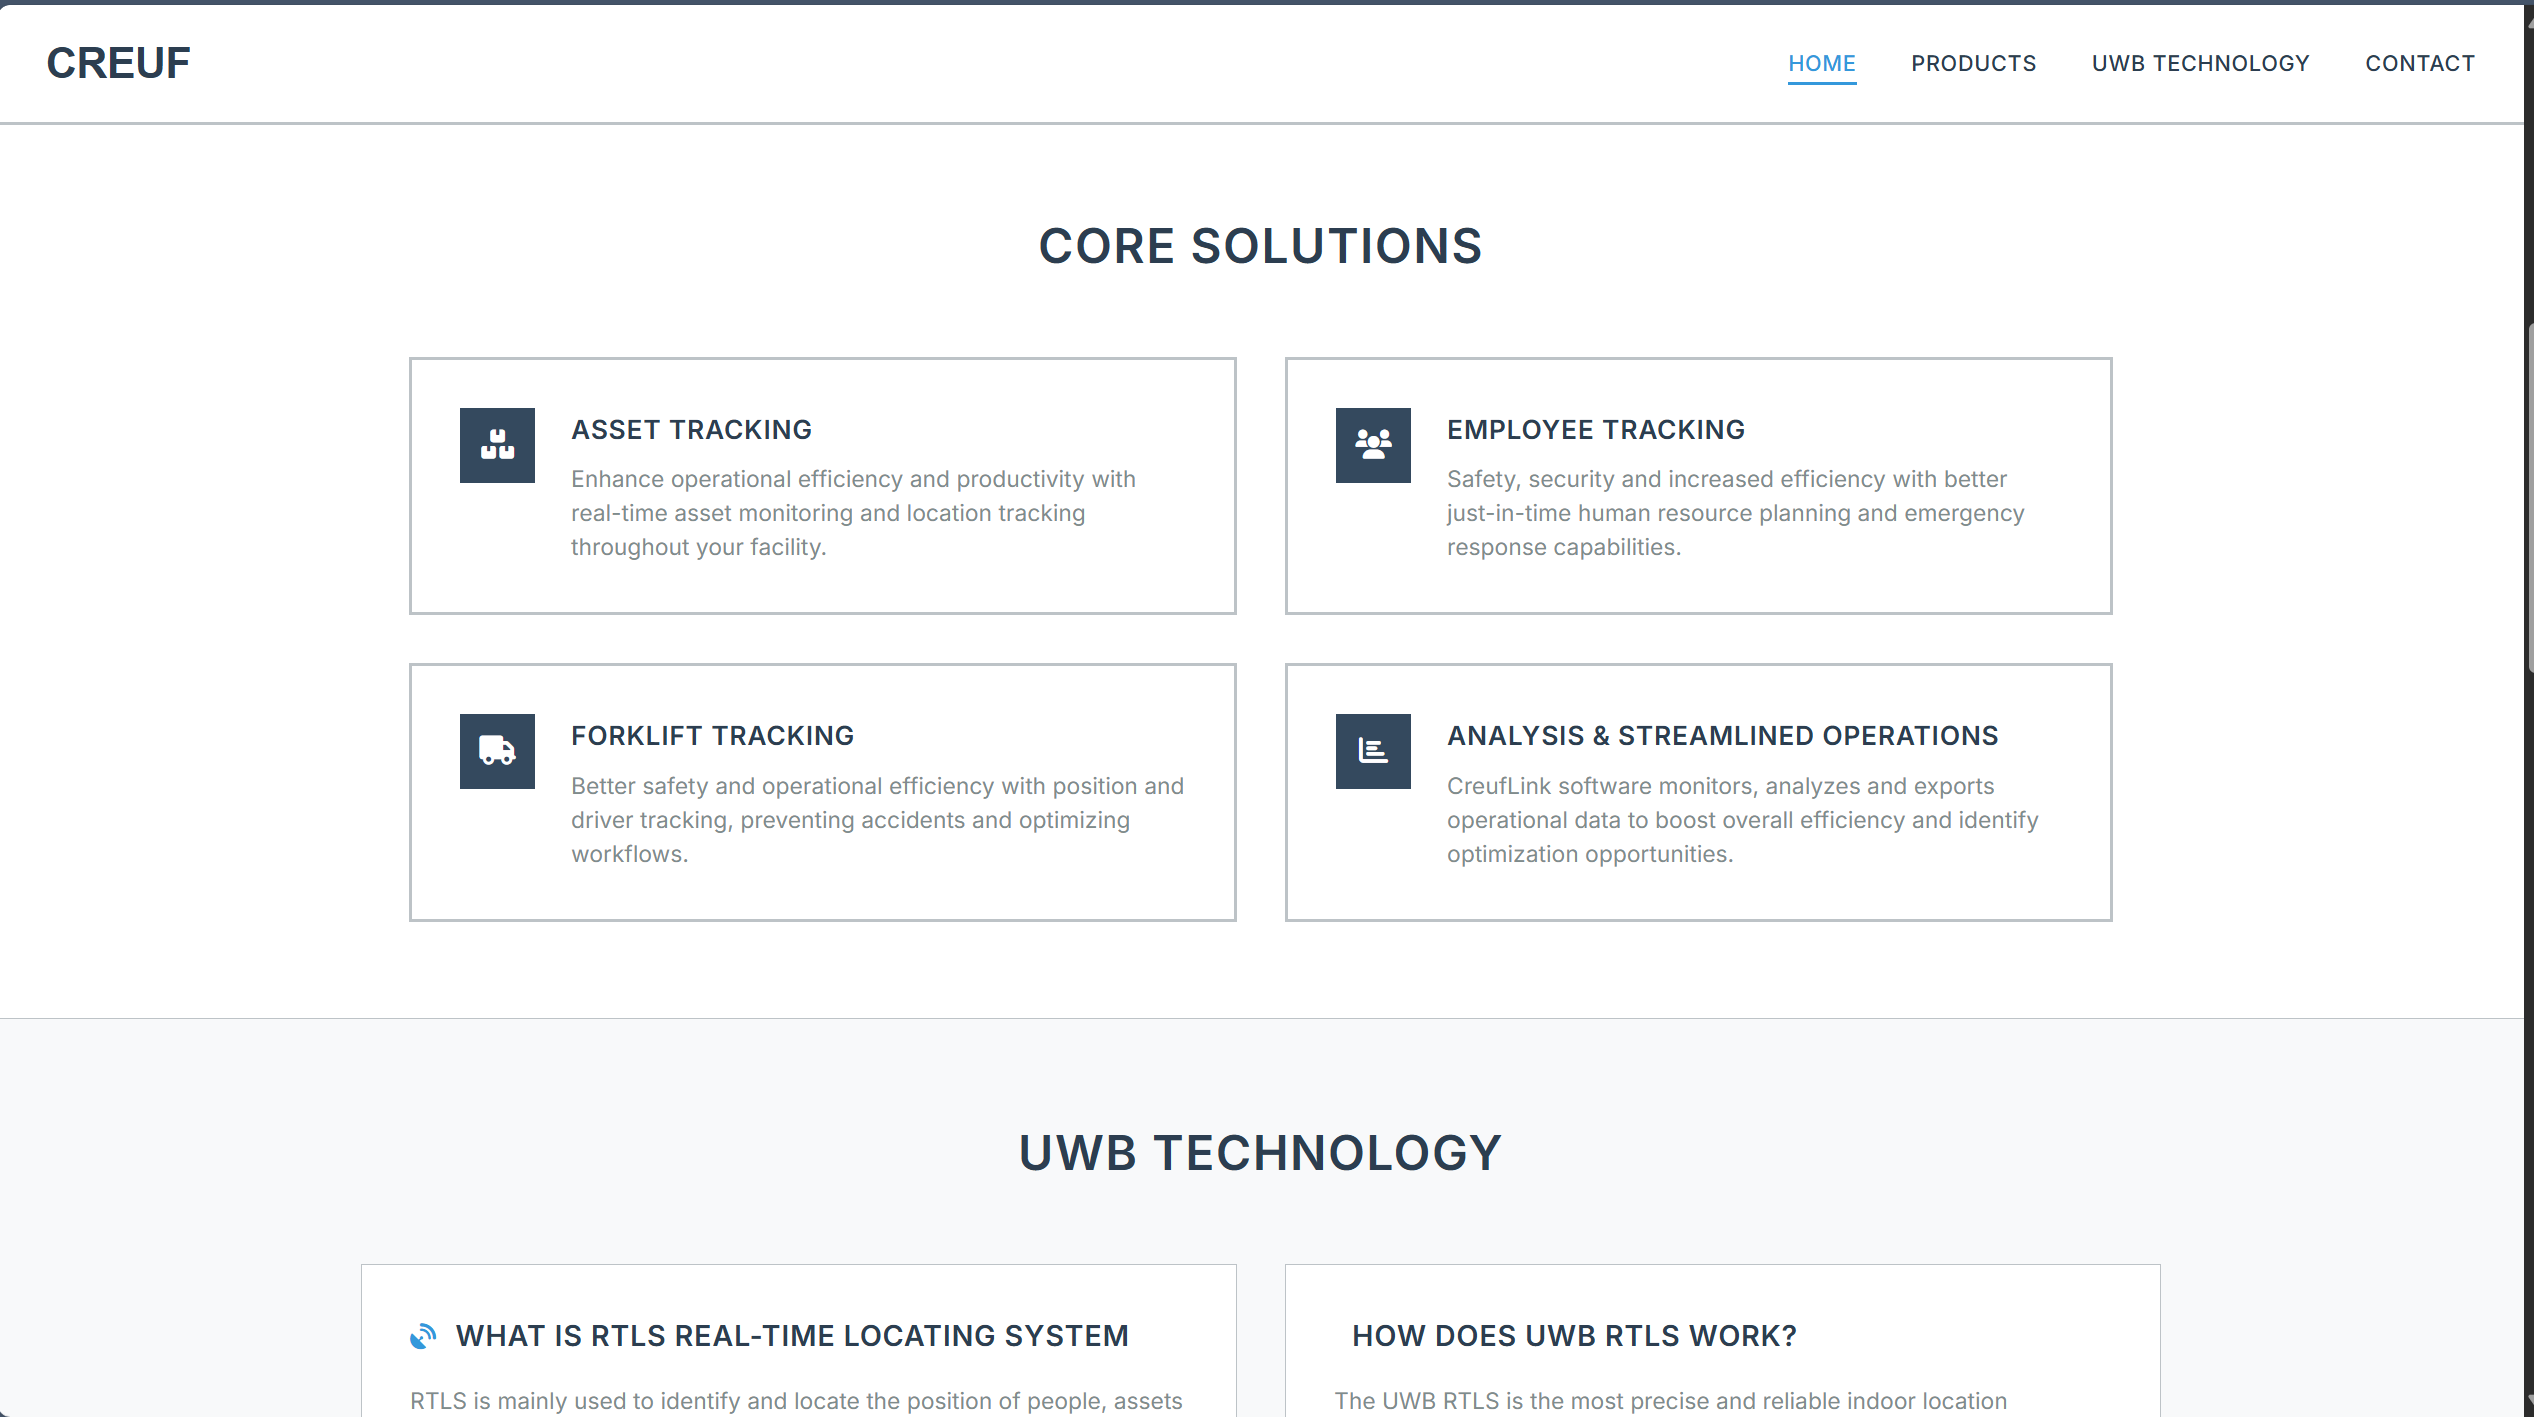 CREUF
HOME
PRODUCTS
UWB TECHNOLOGY
CONTACT
CORE SOLUTIONS
ASSET TRACKING
Enhance operational efficiency and productivity with
real-time asset monitoring and location tracking
throughout your facility.
EMPLOYEE TRACKING
Safety, security and increased efficiency with better
just-in-time human resource planning and emergency
response capabilities.
FORKLIFT TRACKING
Better safety and operational efficiency with position and
driver tracking, preventing accidents and optimizing
workflows.
ANALYSIS & STREAMLINED OPERATIONS
CreufLink software monitors, analyzes and exports
operational data to boost overall efficiency and identify
optimization opportunities.
UWB TECHNOLOGY
WHAT IS RTLS REAL-TIME LOCATING SYSTEM
RTLS is mainly used to identify and locate the position of people, assets
HOW DOES UWB RTLS WORK?
The UWB RTLS is the most precise and reliable indoor location